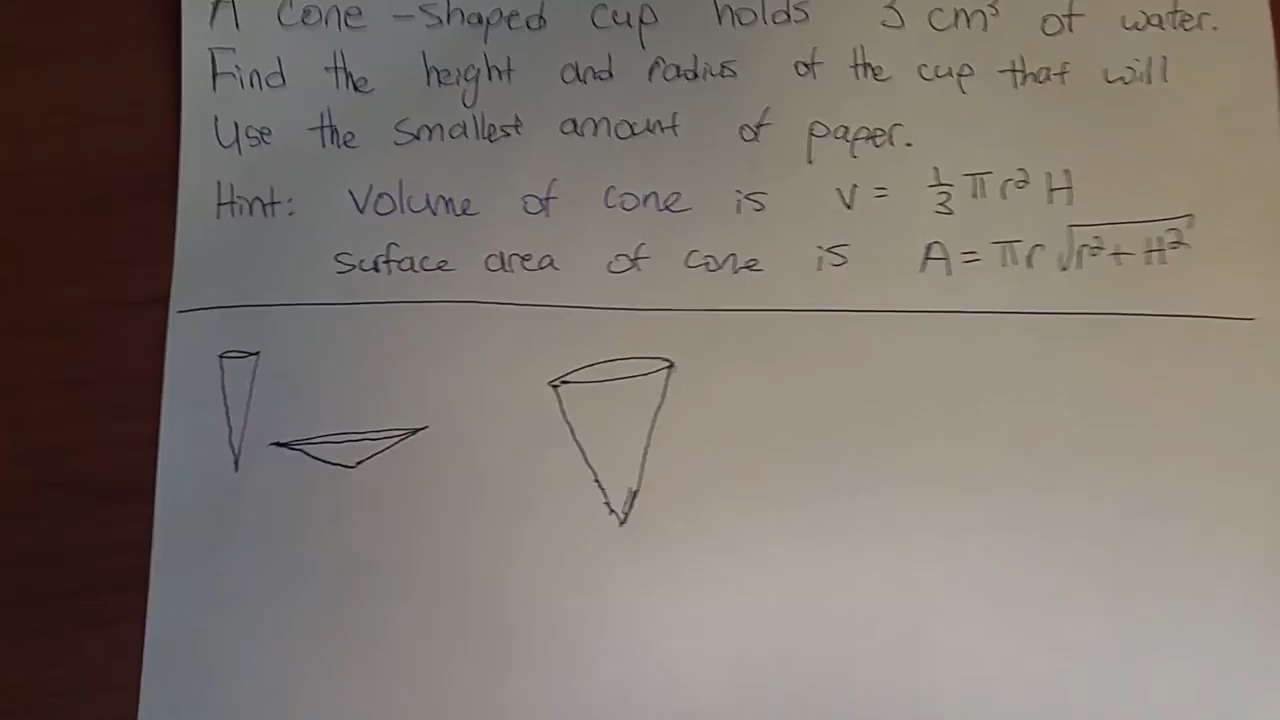 A Cone-shaped cup holds cm³ of water.
Find the height and radius of the cup that will
Use the smallest amount of paper.
Hint: Volume of cone is V = 1/3 π r² H
surface area of cone is A = πr √(r² + H²)